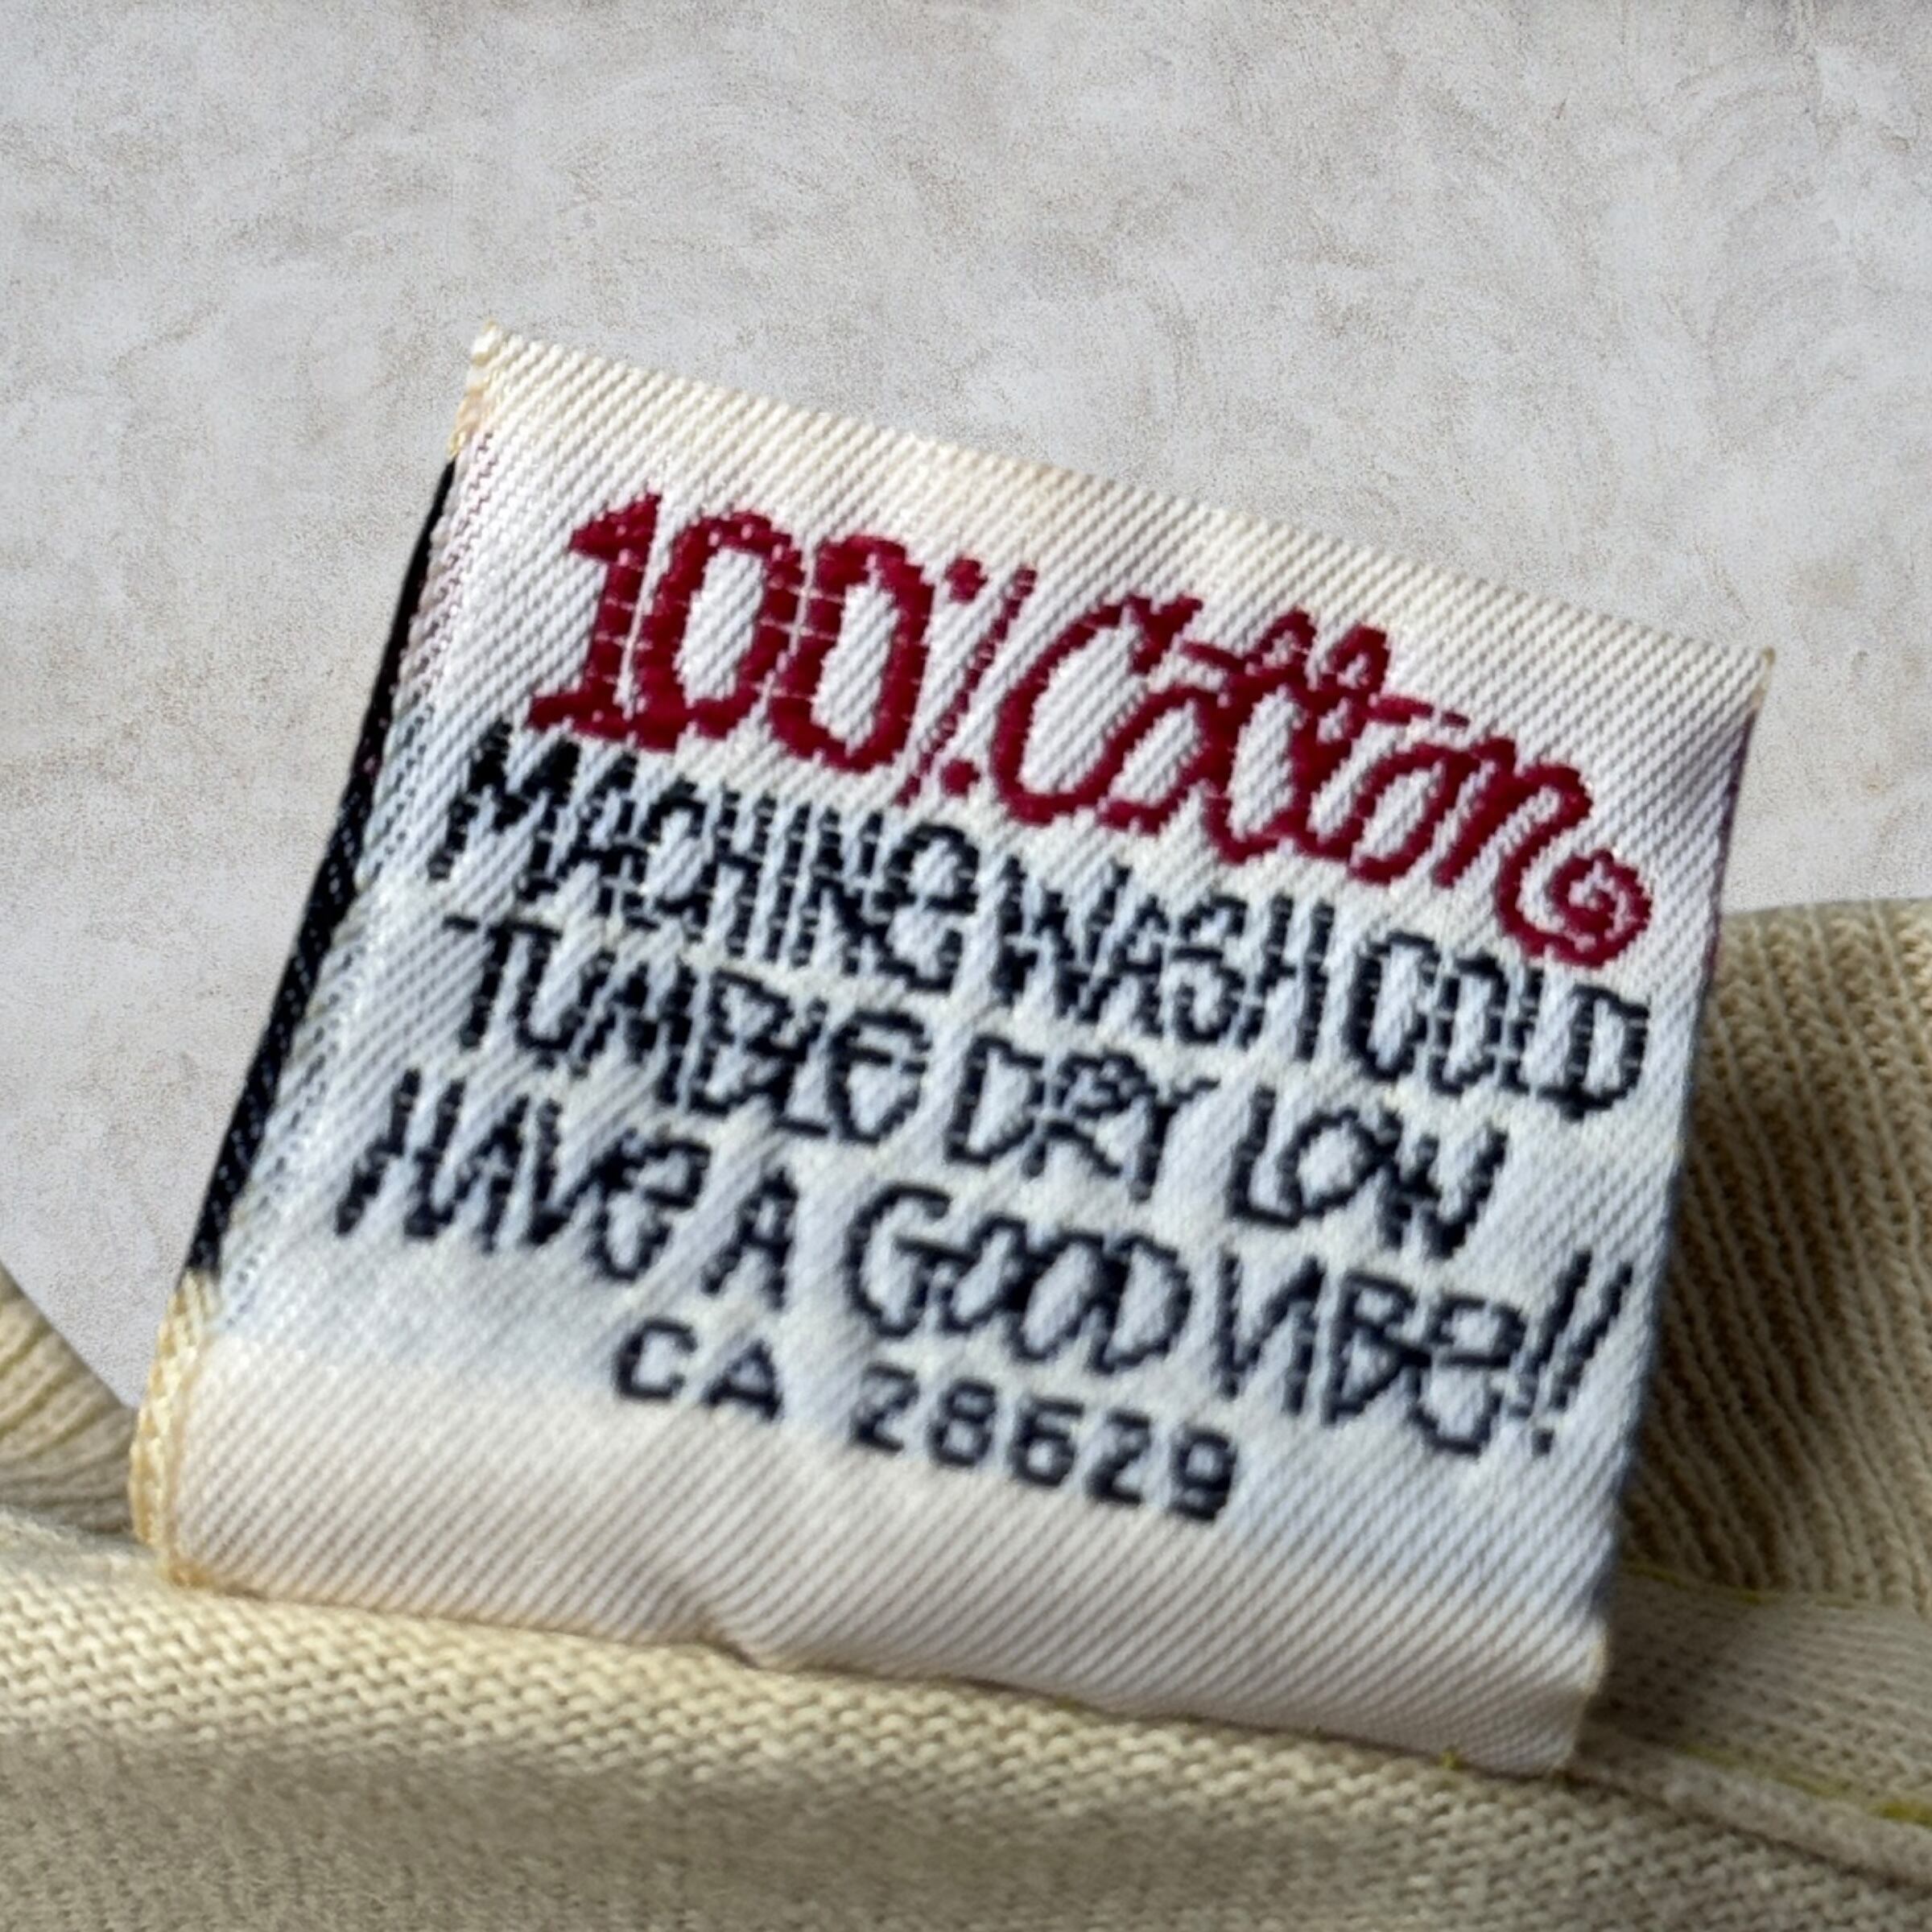 100% Cotton
MACHINE WASH COLD
TUMBLE DRY LOW
HAVE A GOOD VIBE!!
CA 28629